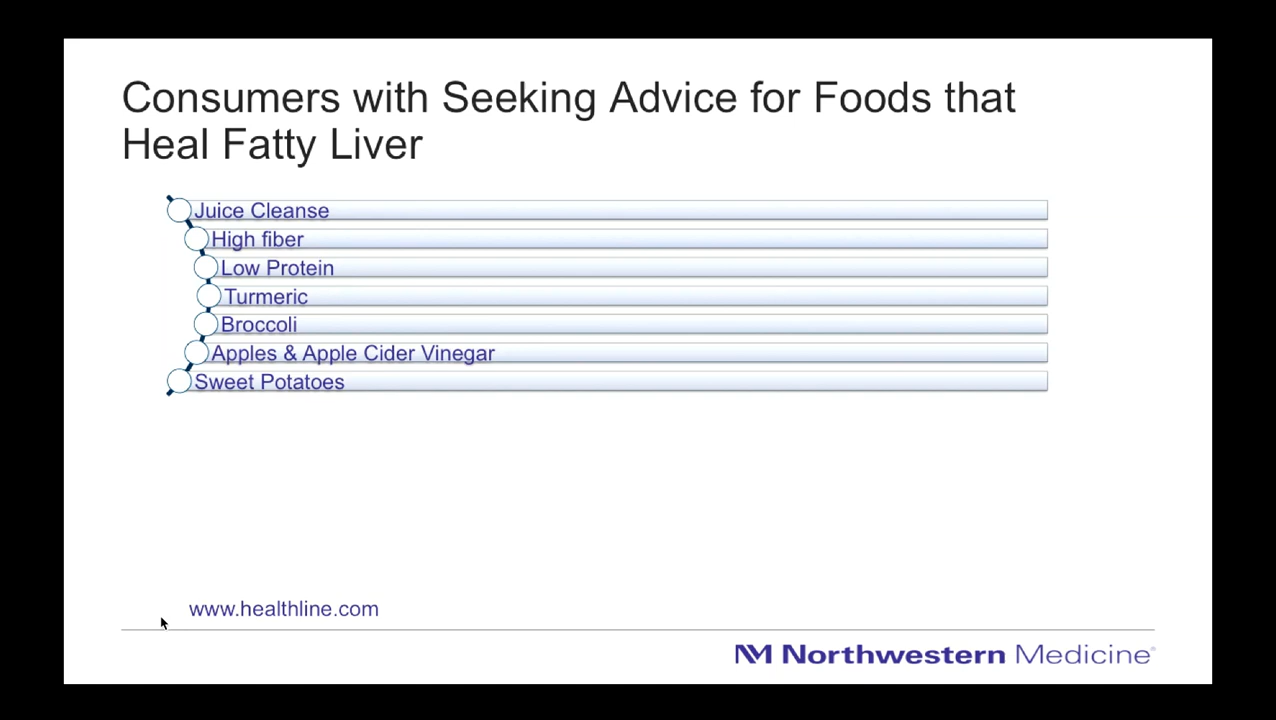 Consumers with Seeking Advice for Foods that
Heal Fatty Liver
Juice Cleanse
High fiber
Low Protein
Turmeric
Broccoli
Apples & Apple Cider Vinegar
Sweet Potatoes
www.healthline.com
NM Northwestern Medicine®